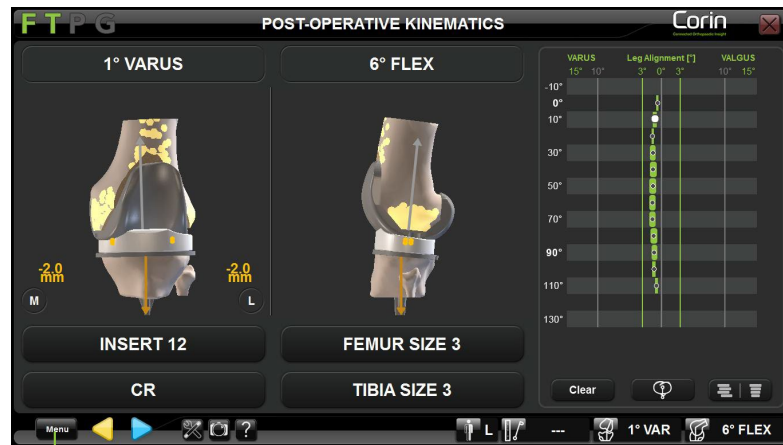 F T P G
POST-OPERATIVE KINEMATICS
Corin
1° VARUS
6° FLEX
VARUS Leg Alignment [°] VALGUS
15° 10° 3° 0° 3° 10° 15°
-10°
0°
10°
30°
50°
70°
90°
110°
130°
-2.0
mm
-2.0
mm
M
L
INSERT 12
FEMUR SIZE 3
CR
TIBIA SIZE 3
Clear
Menu
?
L
---
1° VAR
6° FLEX